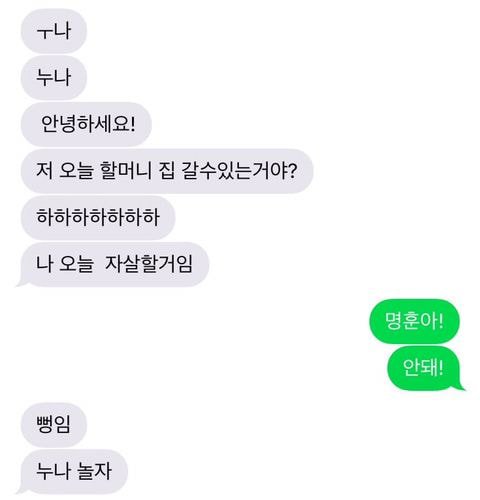 ㅜ나
누나
안녕하세요!
저 오늘 할머니 집 갈수있는거야?
하하하하하하하
나 오늘 자살할거임
명훈아!
안돼!
뻥임
누나 놀자